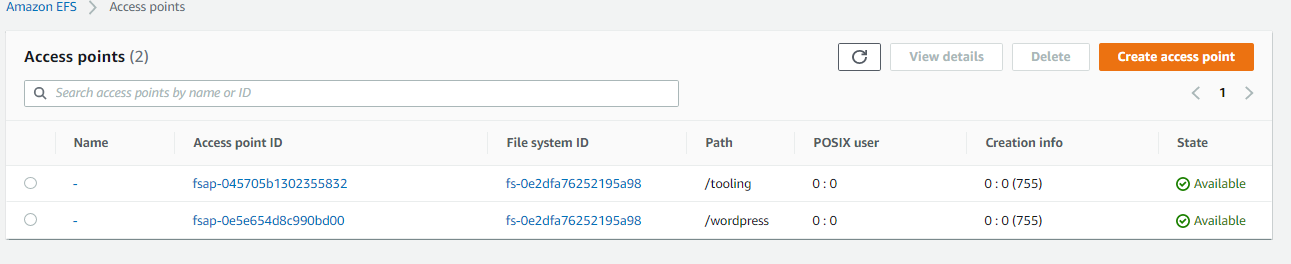 Amazon EFS > Access points
Access points (2) View details Delete Create access point
Search access points by name or ID < 1 >
Name Access point ID File system ID Path POSIX user Creation info State
- fsap-045705b1302355832 fs-0e2dfa76252195a98 /tooling 0 : 0 0 : 0 (755) Available
- fsap-0e5e654d8c990bd00 fs-0e2dfa76252195a98 /wordpress 0 : 0 0 : 0 (755) Available